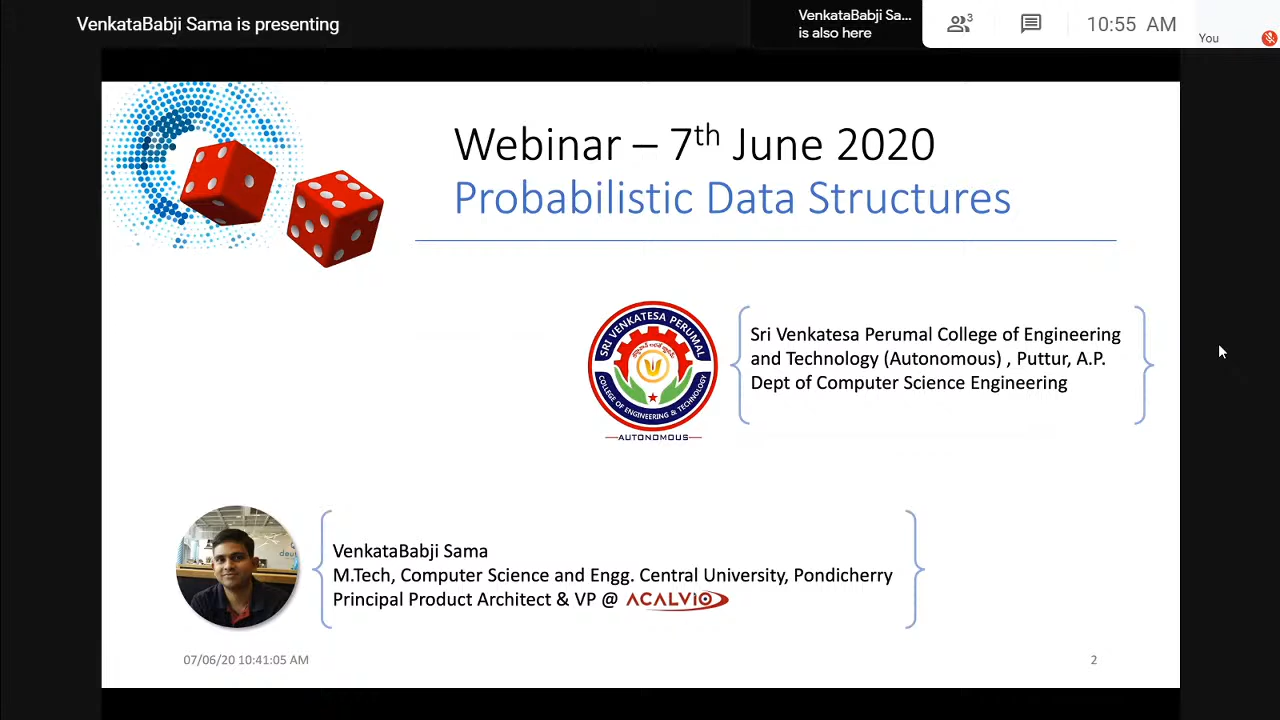 VenkataBabji Sama is presenting
VenkataBabji Sa...
is also here
3
10:55 AM
You
Webinar – 7th June 2020
Probabilistic Data Structures
SRI VENKATESA PERUMAL
COLLEGE OF ENGINEERING & TECHNOLOGY
AUTONOMOUS
Sri Venkatesa Perumal College of Engineering
and Technology (Autonomous) , Puttur, A.P.
Dept of Computer Science Engineering
VenkataBabji Sama
M.Tech, Computer Science and Engg. Central University, Pondicherry
Principal Product Architect & VP @ ACALVIO
07/06/20 10:41:05 AM
2